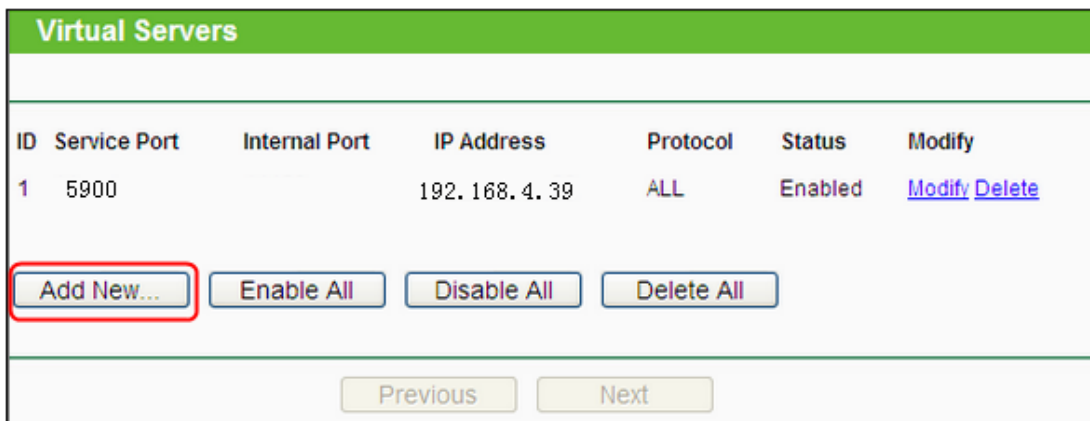 Virtual Servers
ID Service Port Internal Port IP Address Protocol Status Modify
1 5900 192.168.4.39 ALL Enabled Modify Delete
Add New... Enable All Disable All Delete All
Previous Next